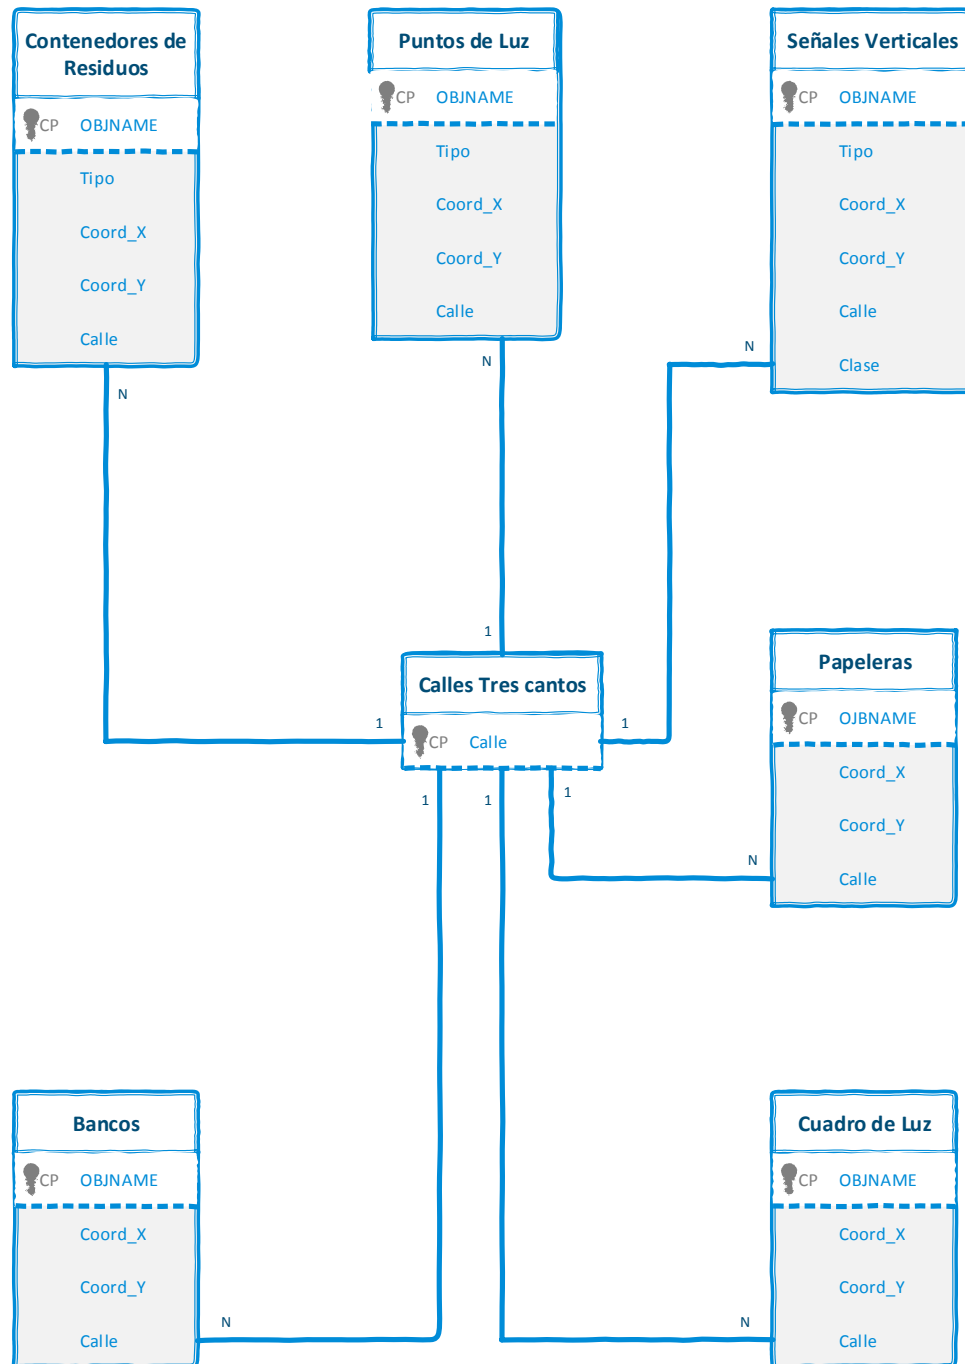 Contenedores de
Residuos
CP OBJNAME
Tipo
Coord_X
Coord_Y
Calle
N
Puntos de Luz
CP OBJNAME
Tipo
Coord_X
Coord_Y
Calle
N
Señales Verticales
CP OBJNAME
Tipo
Coord_X
Coord_Y
Calle
Clase
N
1
Calles Tres cantos
CP Calle
1
1
1
1
1
Papeleras
CP OJBNAME
Coord_X
Coord_Y
Calle
N
Bancos
CP OBJNAME
Coord_X
Coord_Y
Calle
N
Cuadro de Luz
CP OBJNAME
Coord_X
Coord_Y
Calle
N